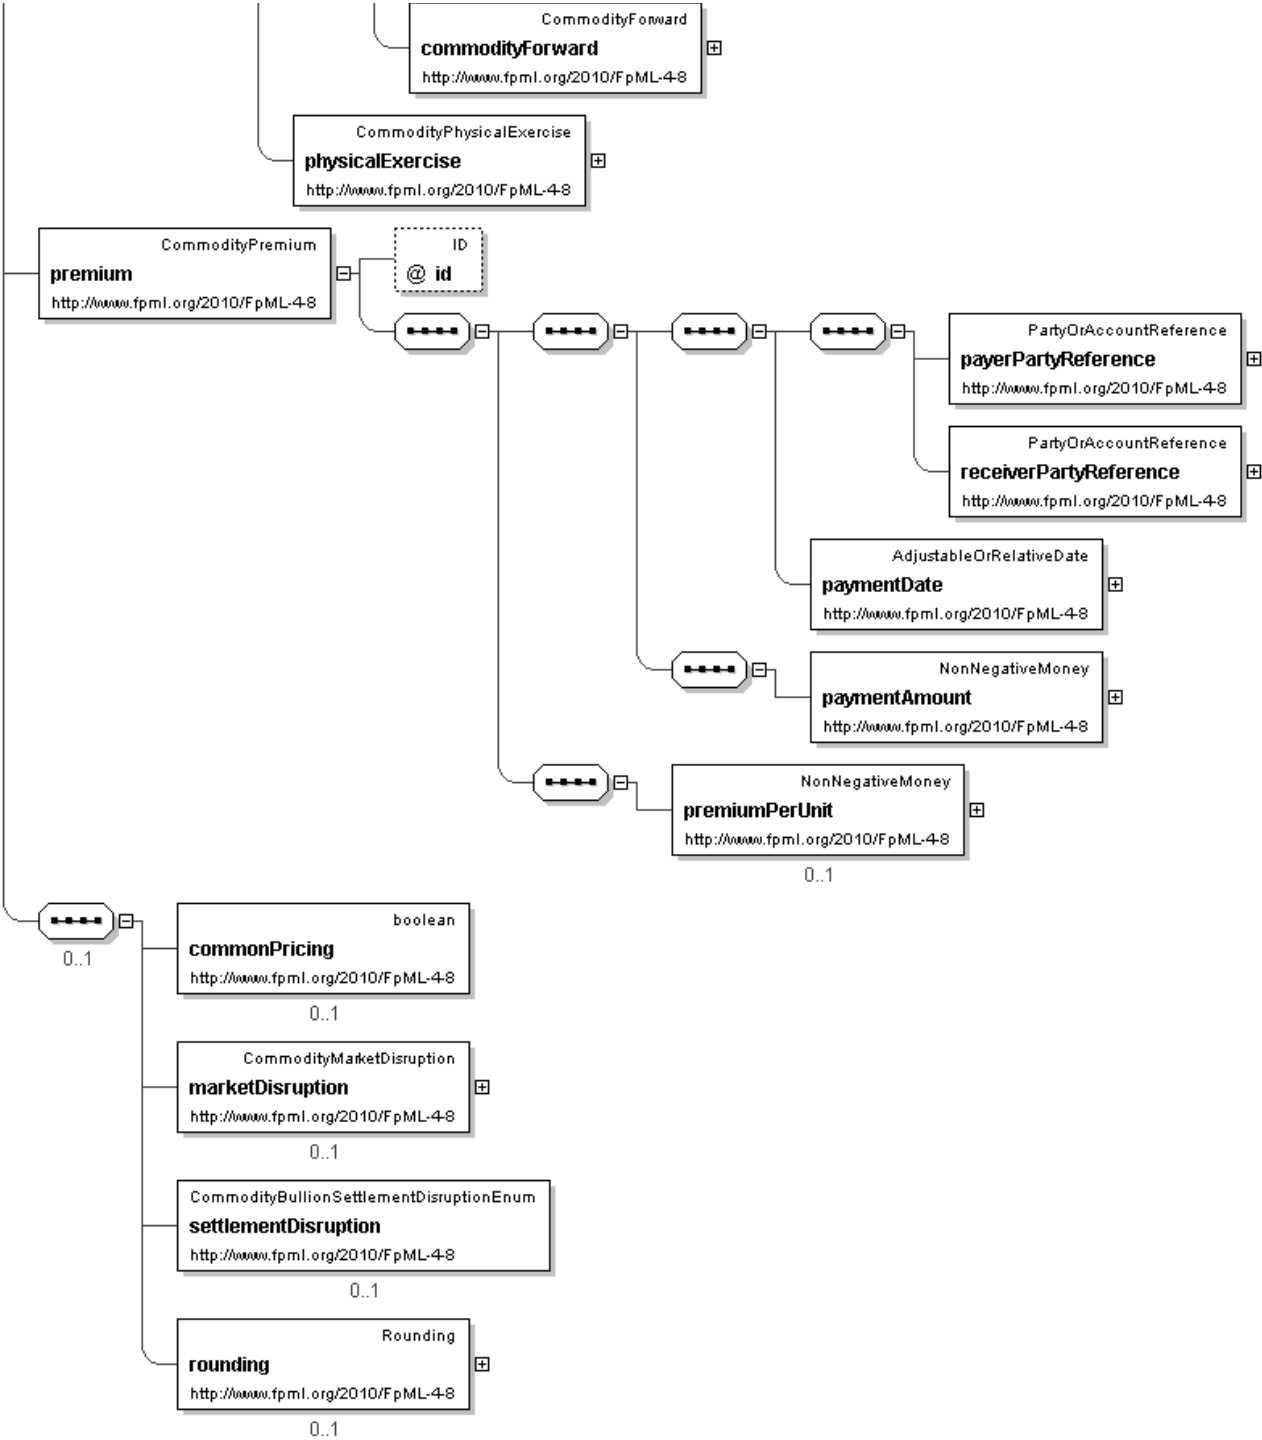 CommodityForward
commodityForward
http://www.fpml.org/2010/FpML-4-8
CommodityPhysicalExercise
physicalExercise
http://www.fpml.org/2010/FpML-4-8
CommodityPremium
premium
http://www.fpml.org/2010/FpML-4-8
ID
@ id
PartyOrAccountReference
payerPartyReference
http://www.fpml.org/2010/FpML-4-8
PartyOrAccountReference
receiverPartyReference
http://www.fpml.org/2010/FpML-4-8
AdjustableOrRelativeDate
paymentDate
http://www.fpml.org/2010/FpML-4-8
NonNegativeMoney
paymentAmount
http://www.fpml.org/2010/FpML-4-8
NonNegativeMoney
premiumPerUnit
http://www.fpml.org/2010/FpML-4-8
0..1
0..1
boolean
commonPricing
http://www.fpml.org/2010/FpML-4-8
0..1
CommodityMarketDisruption
marketDisruption
http://www.fpml.org/2010/FpML-4-8
0..1
CommodityBullionSettlementDisruptionEnum
settlementDisruption
http://www.fpml.org/2010/FpML-4-8
0..1
Rounding
rounding
http://www.fpml.org/2010/FpML-4-8
0..1